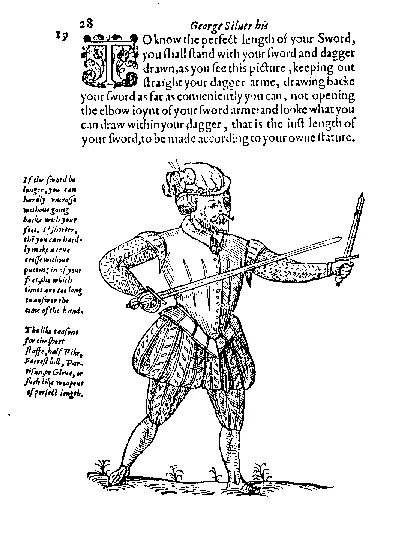 28
George Siluer his
19
TO know the perfect length of your Sword,
you ſhall ſtand with your ſword and dagger
drawn, as you ſee this picture, keeping out
ſtraight your dagger arme, drawing backe
your ſword as far as conueniently you can, not opening
the elbow ioynt of your ſword arme: and looke what you
can draw within your dagger, that is the iuſt length of
your ſword, to be made according to your owne ſtature.
If the ſword be
longer, you can
hardly vncroſſe
without going
backe with your
feet. If ſhorter,
thē you can hard-
ly make a true
croſſe without
putting in of your
feet, the which
times are too long
to anſwer the
time of the hand.
The like reaſons
for the ſhort
ſtaffe, half Pike,
Forreſt bill, Par-
tiſan, or Gleue, or
ſuch like weapons
of perfect length.